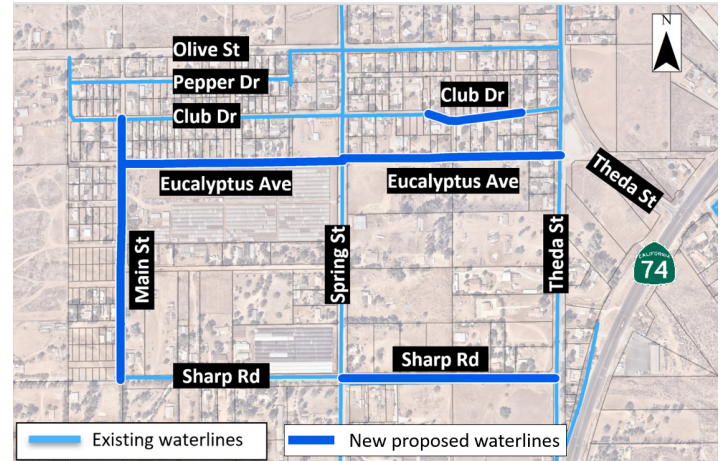 N
Olive St
Pepper Dr
Club Dr
Club Dr
Eucalyptus Ave
Eucalyptus Ave
Theda St
Main St
Spring St
Theda St
CALIFORNIA
74
Sharp Rd
Sharp Rd
Existing waterlines
New proposed waterlines